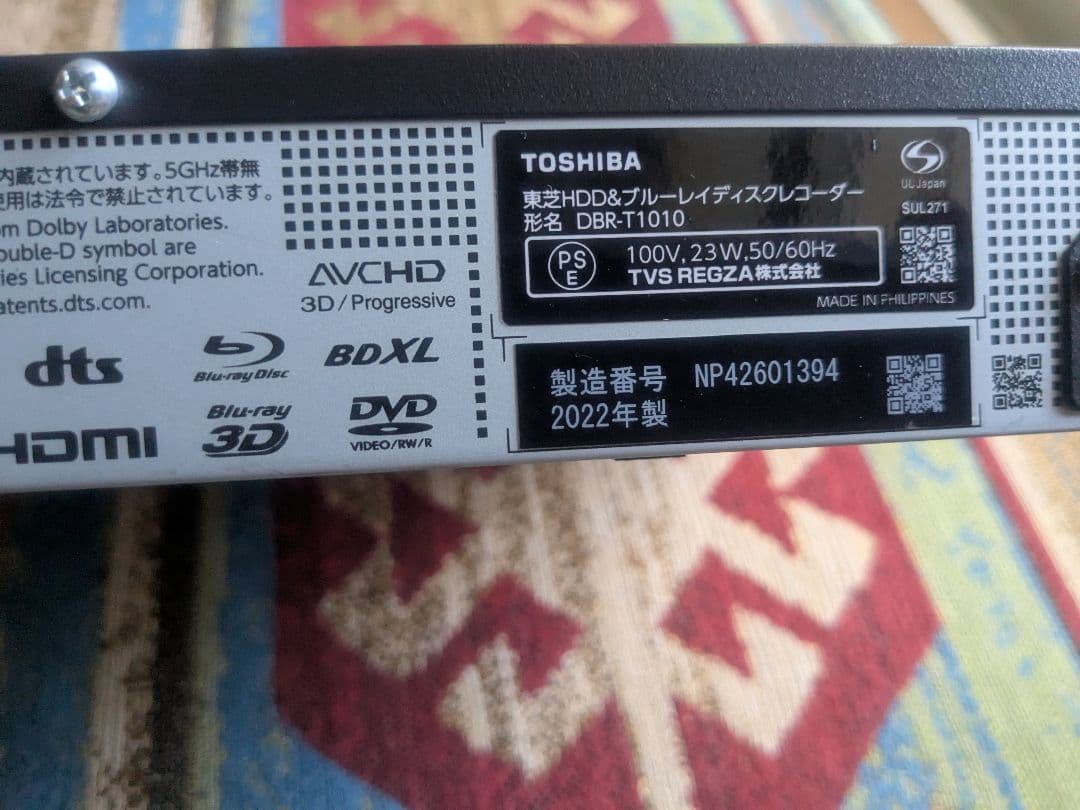 内蔵されています。5GHz帯無
使用は法令で禁止されています。
om Dolby Laboratories.
ouble-D symbol are
ies Licensing Corporation.
atents.dts.com.
AVCHD
3D/Progressive
dts
Blu-ray Disc
BDXL
HDMI
Blu-ray
3D
DVD
VIDEO/RW/R
TOSHIBA
東芝HDD&ブルーレイディスクレコーダー
形名 DBR-T1010
PS
E
100V, 23W, 50/60Hz
TVS REGZA株式会社
MADE IN PHILIPPINES
S
UL Japan
SUL271
製造番号 NP42601394
2022年製